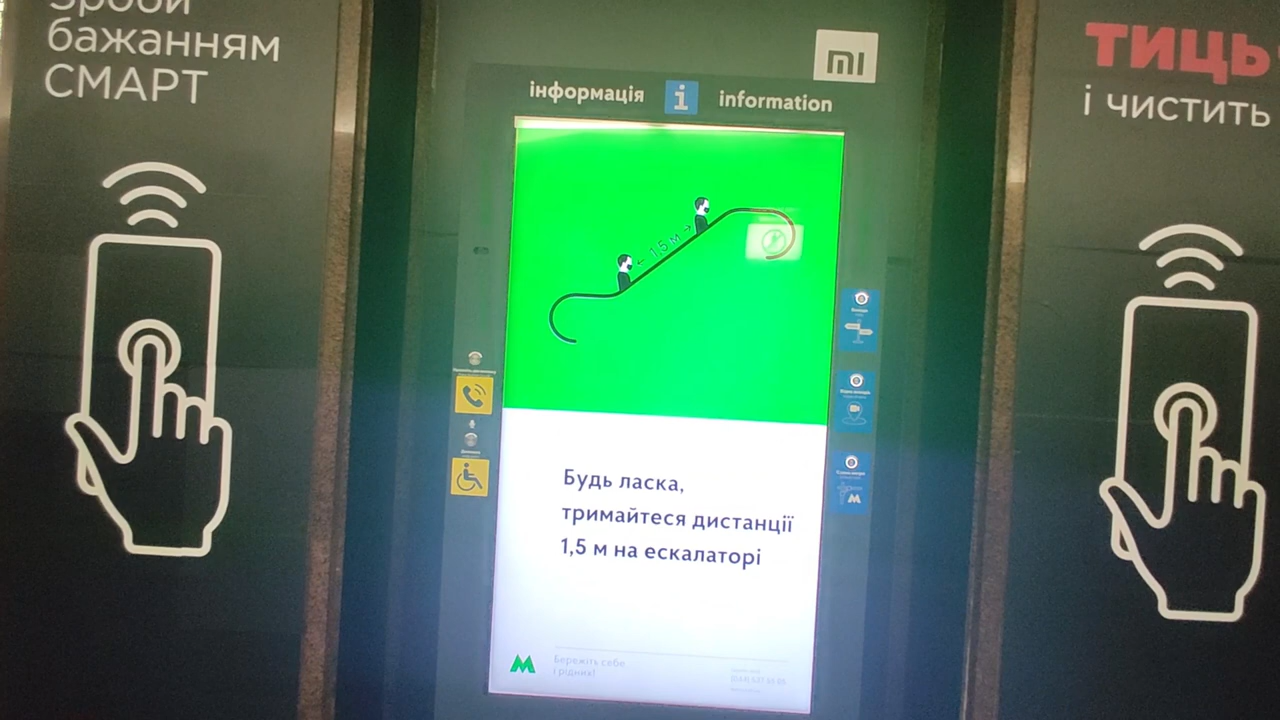 Зроби
бажанням
СМАРТ
інформація
i
information
mi
← 1,5 м →
Будь ласка,
тримайтеся дистанції
1,5 м на ескалаторі
Бережіть себе
і рідних!
ТИЦЬ
і чистить